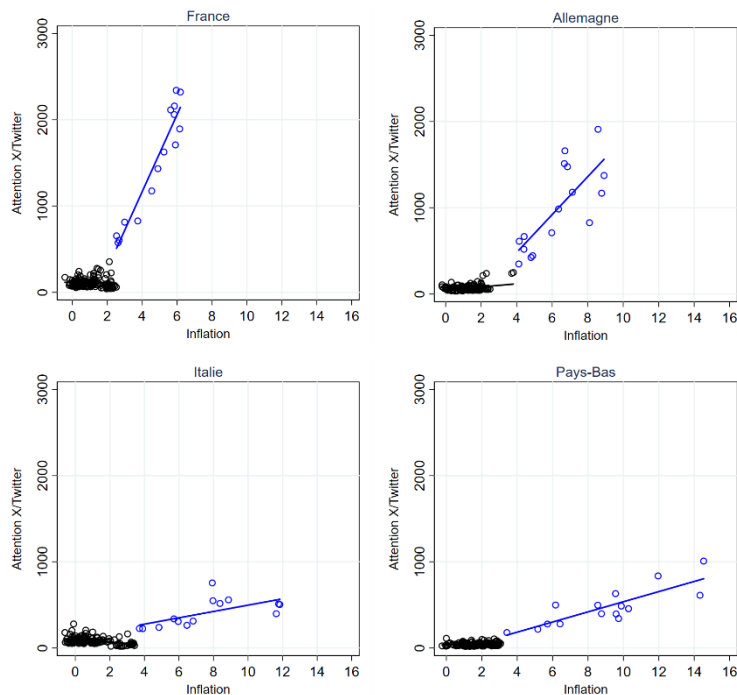 France
Attention X/Twitter
3000
2000
1000
0
0 2 4 6 8 10 12 14 16
Inflation
Allemagne
Attention X/Twitter
3000
2000
1000
0
0 2 4 6 8 10 12 14 16
Inflation
Italie
Attention X/Twitter
3000
2000
1000
0
0 2 4 6 8 10 12 14 16
Inflation
Pays-Bas
Attention X/Twitter
3000
2000
1000
0
0 2 4 6 8 10 12 14 16
Inflation